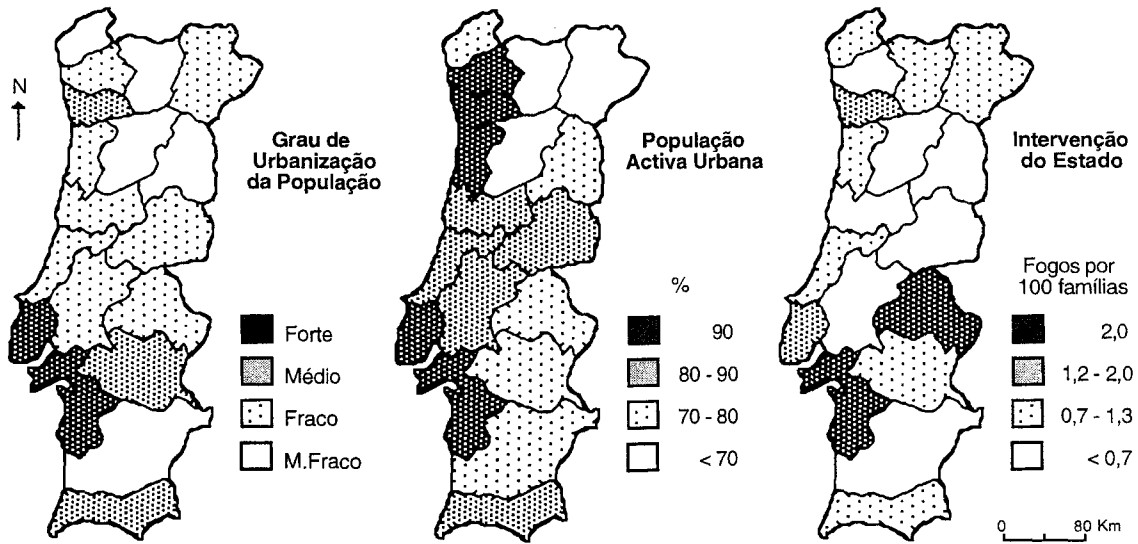 N
Grau de
Urbanização
da População
Forte
Médio
Fraco
M.Fraco
População
Activa Urbana
%
90
80 - 90
70 - 80
< 70
Intervenção
do Estado
Fogos por
100 famílias
2,0
1,2 - 2,0
0,7 - 1,3
< 0,7
0 80 Km